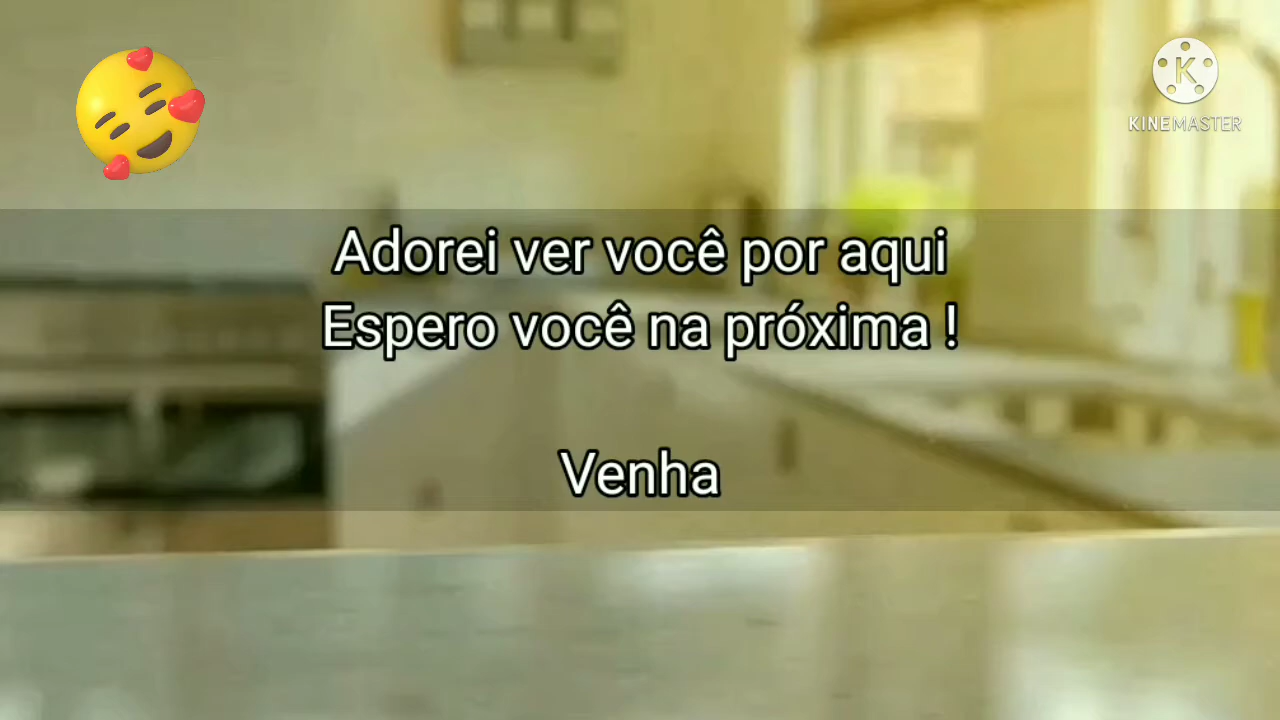 KINEMASTER
Adorei ver você por aqui
Espero você na próxima !
Venha